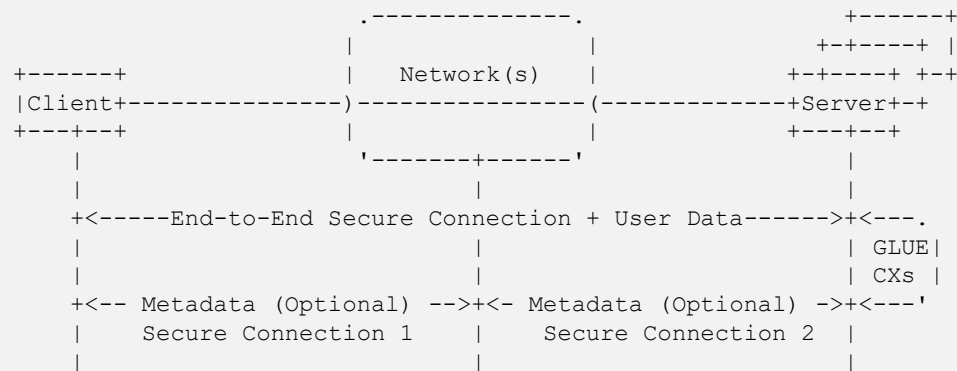 Network(s)
Client
Server
End-to-End Secure Connection + User Data
GLUE
CXs
Metadata (Optional) Metadata (Optional)
Secure Connection 1 Secure Connection 2